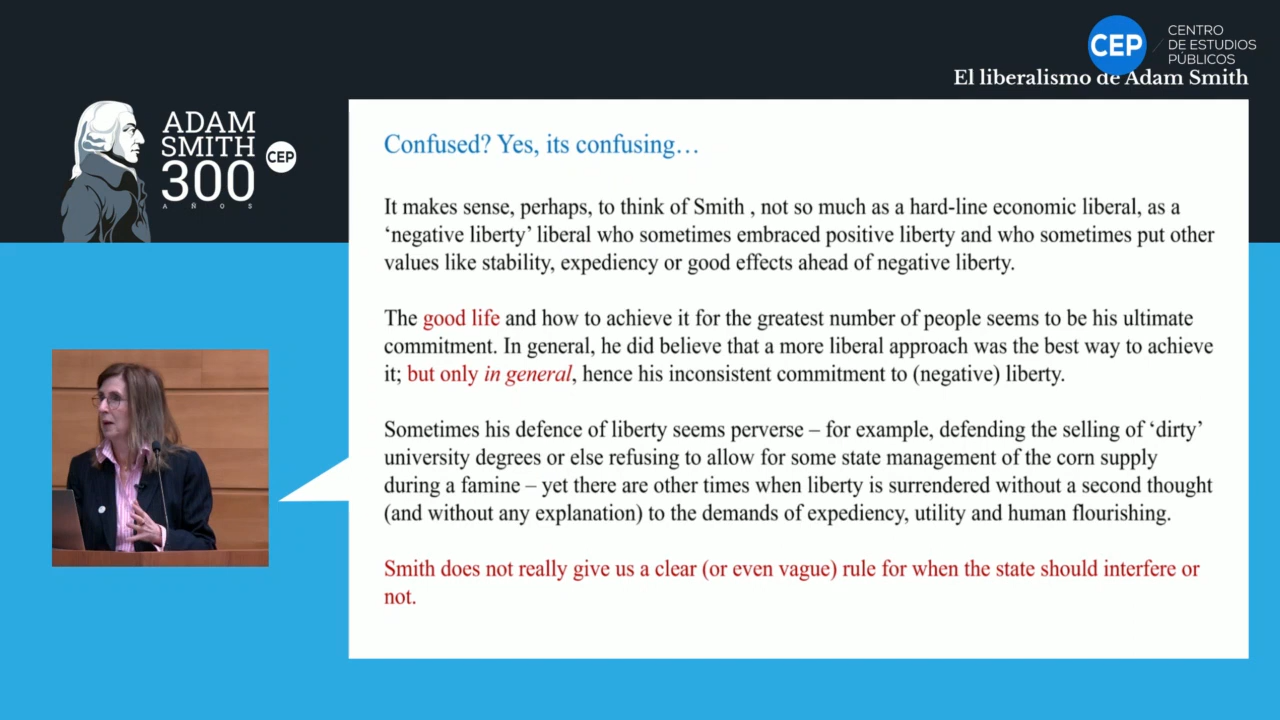 CEP
CENTRO
DE ESTUDIOS
PÚBLICOS
El liberalismo de Adam Smith
ADAM
SMITH
300
AÑOS
CEP
Confused? Yes, its confusing…
It makes sense, perhaps, to think of Smith , not so much as a hard-line economic liberal, as a
‘negative liberty’ liberal who sometimes embraced positive liberty and who sometimes put other
values like stability, expediency or good effects ahead of negative liberty.
The good life and how to achieve it for the greatest number of people seems to be his ultimate
commitment. In general, he did believe that a more liberal approach was the best way to achieve
it; but only in general, hence his inconsistent commitment to (negative) liberty.
Sometimes his defence of liberty seems perverse – for example, defending the selling of ‘dirty’
university degrees or else refusing to allow for some state management of the corn supply
during a famine – yet there are other times when liberty is surrendered without a second thought
(and without any explanation) to the demands of expediency, utility and human flourishing.
Smith does not really give us a clear (or even vague) rule for when the state should interfere or
not.